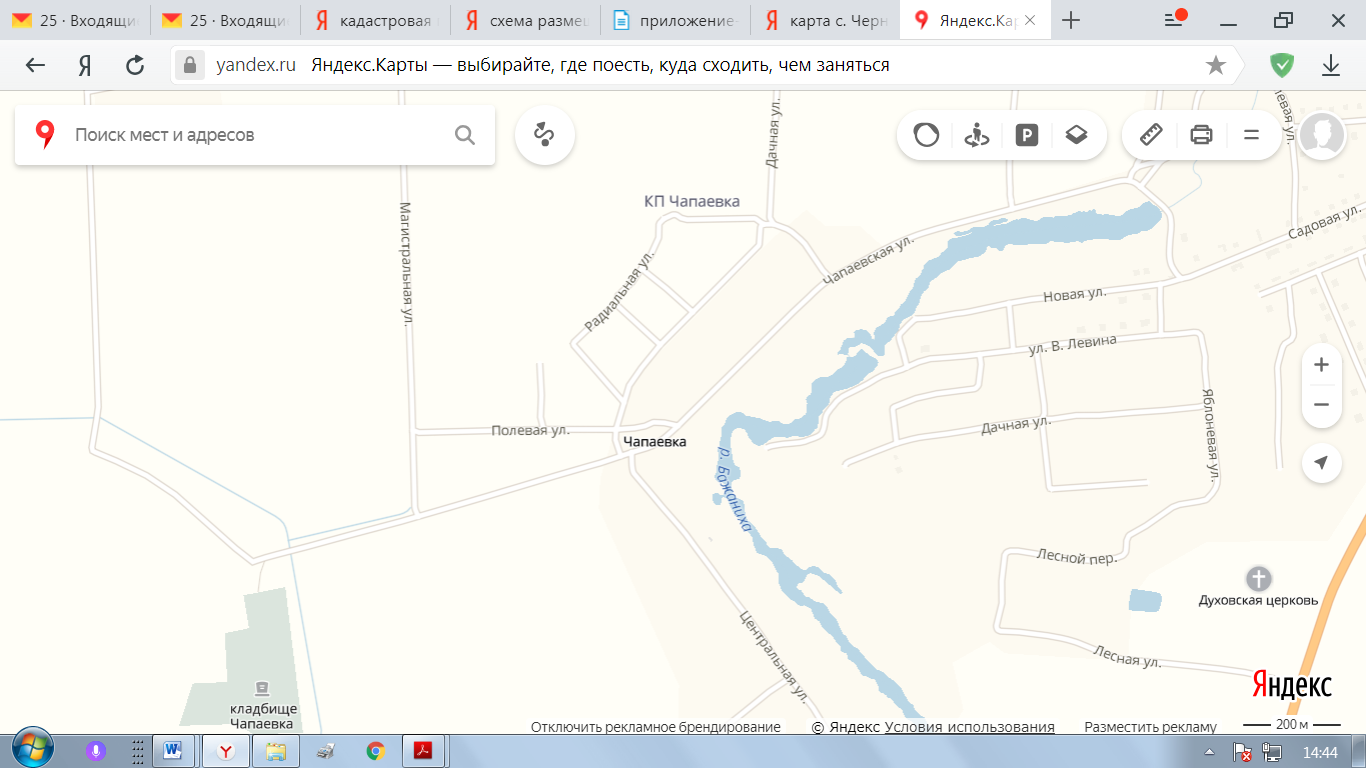 25 · Входящи
25 · Входящи
кадастровая
схема размещ
приложение-
карта с. Черн
Яндекс.Кар
yandex.ru Яндекс.Карты — выбирайте, где поесть, куда сходить, чем заняться
Поиск мест и адресов
Дачная ул.
КП Чапаевка
Магистральная ул.
Радиальная ул.
Чапаевская ул.
Садовая ул.
Новая ул.
ул. В. Левина
Яблоневая ул.
Дачная ул.
Полевая ул.
Чапаевка
р. Бажаниха
Лесной пер.
Духовская церковь
Центральная ул.
Лесная ул.
кладбище
Чапаевка
Яндекс
Отключить рекламное брендирование
© Яндекс Условия использования
Разместить рекламу
200 м
14:44